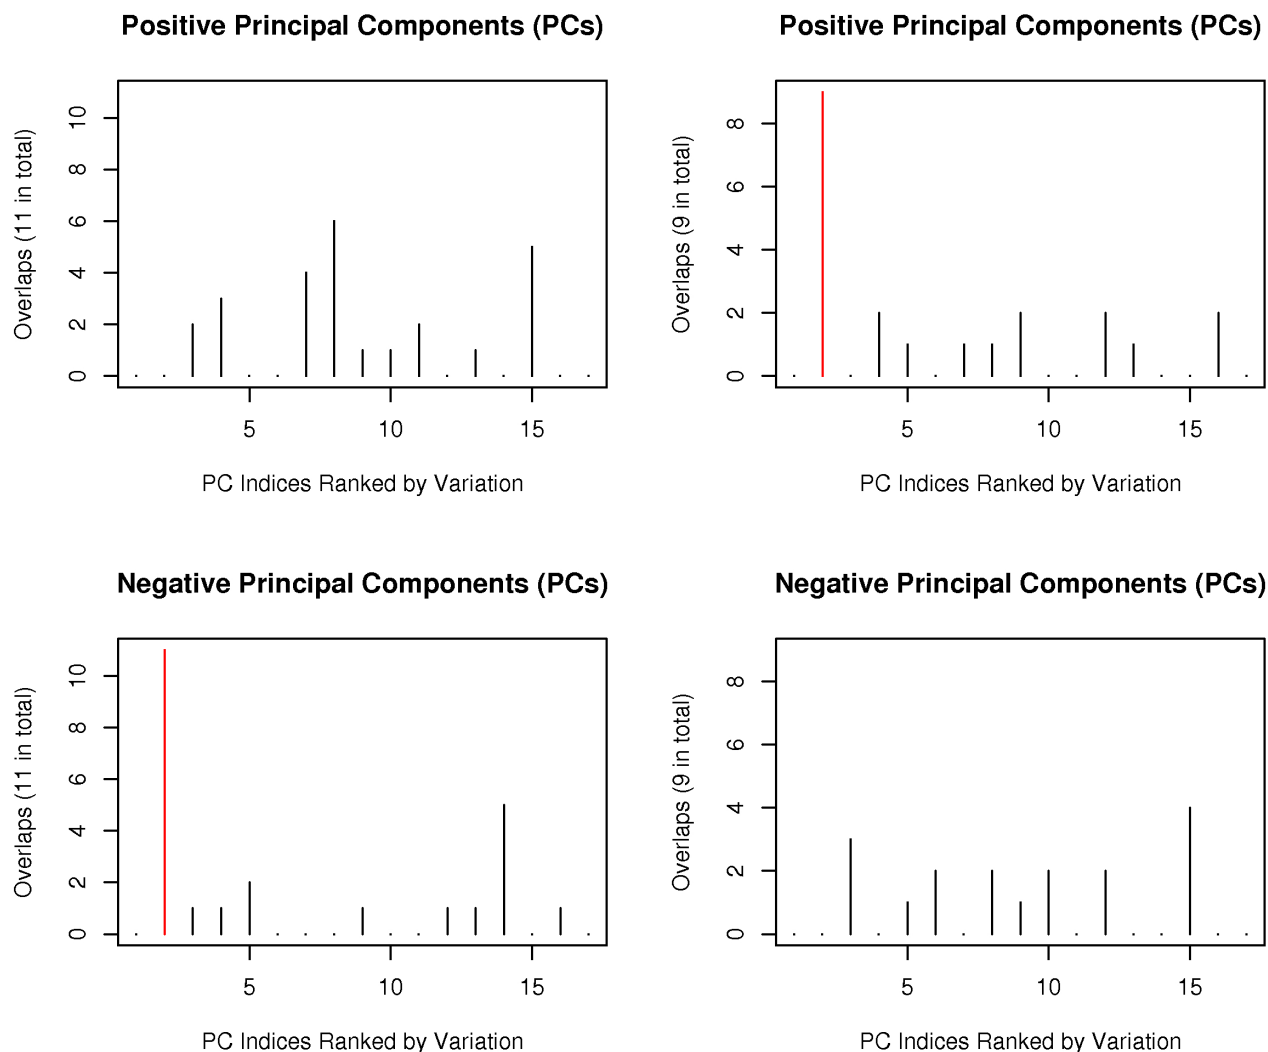 Positive Principal Components (PCs)
Overlaps (11 in total)
10
8
6
4
2
0
5 10 15
PC Indices Ranked by Variation
Positive Principal Components (PCs)
Overlaps (9 in total)
8
6
4
2
0
5 10 15
PC Indices Ranked by Variation
Negative Principal Components (PCs)
Overlaps (11 in total)
10
8
6
4
2
0
5 10 15
PC Indices Ranked by Variation
Negative Principal Components (PCs)
Overlaps (9 in total)
8
6
4
2
0
5 10 15
PC Indices Ranked by Variation